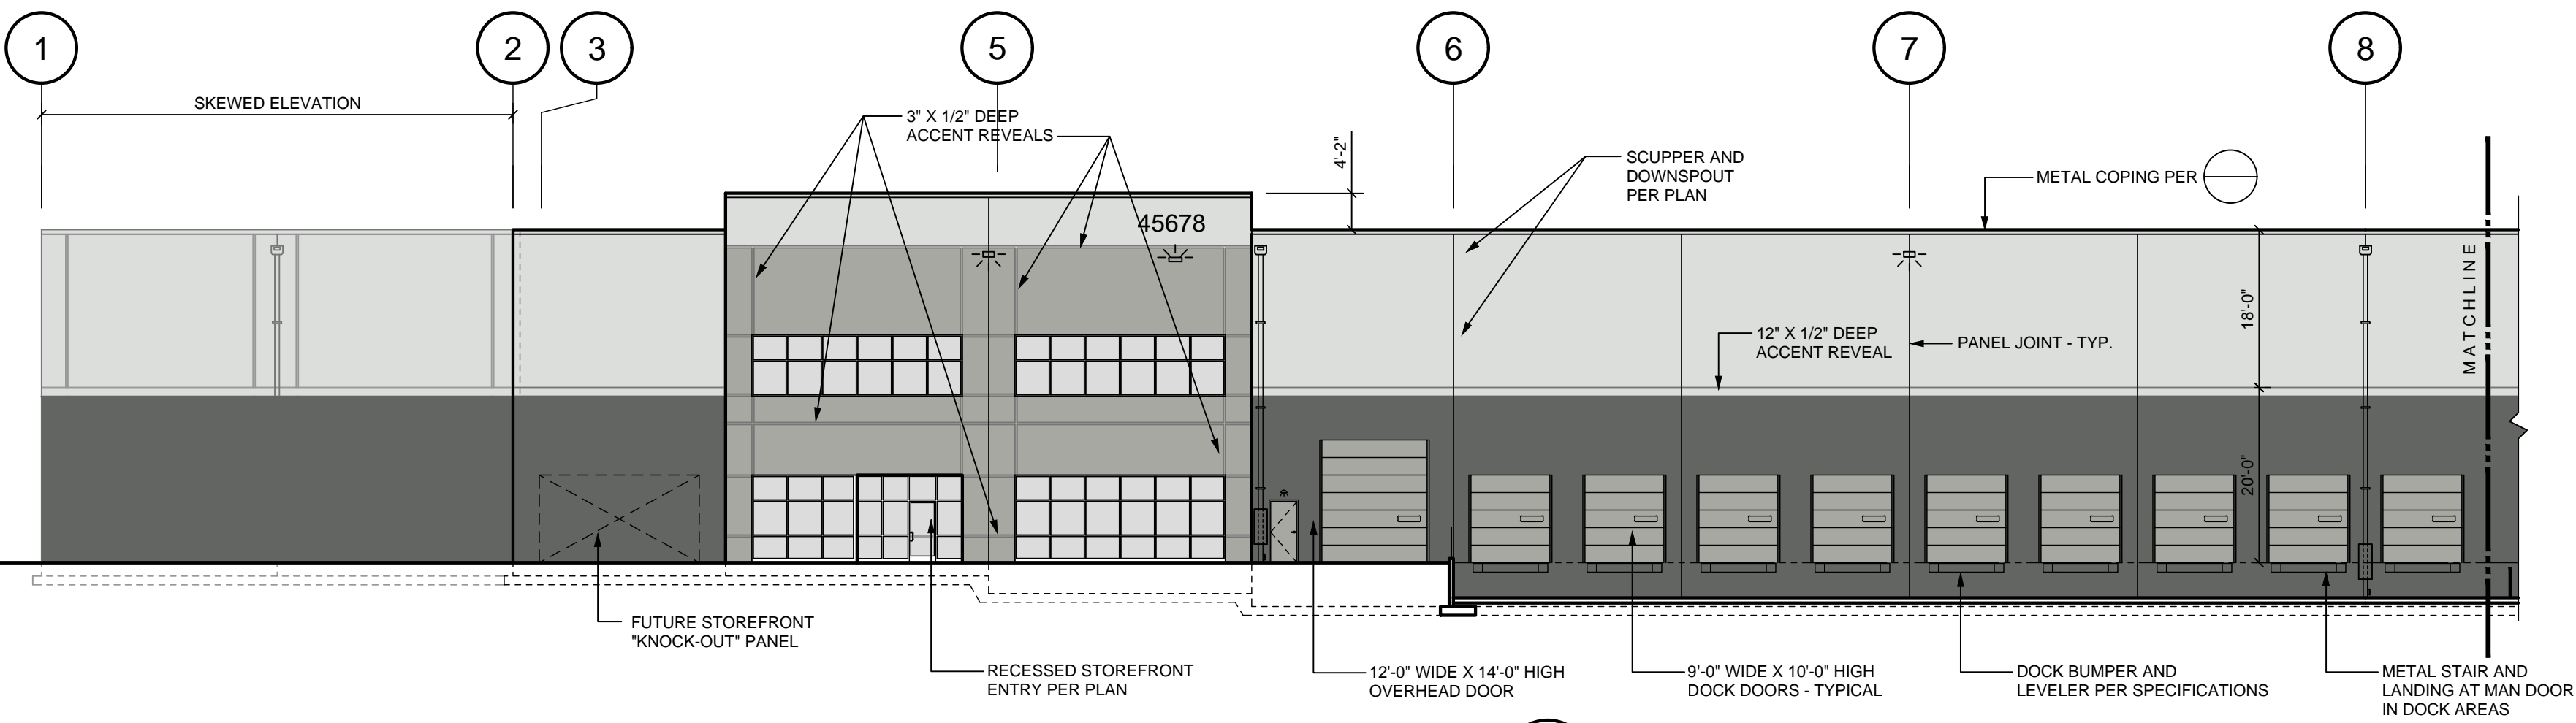 1
2
3
5
6
7
8
SKEWED ELEVATION
3" X 1/2" DEEP
ACCENT REVEALS
4'-2"
SCUPPER AND
DOWNSPOUT
PER PLAN
METAL COPING PER
45678
MATCHLINE
18'-0"
12" X 1/2" DEEP
ACCENT REVEAL
PANEL JOINT - TYP.
20'-0"
FUTURE STOREFRONT
"KNOCK-OUT" PANEL
RECESSED STOREFRONT
ENTRY PER PLAN
12'-0" WIDE X 14'-0" HIGH
OVERHEAD DOOR
9'-0" WIDE X 10'-0" HIGH
DOCK DOORS - TYPICAL
DOCK BUMPER AND
LEVELER PER SPECIFICATIONS
METAL STAIR AND
LANDING AT MAN DOOR
IN DOCK AREAS